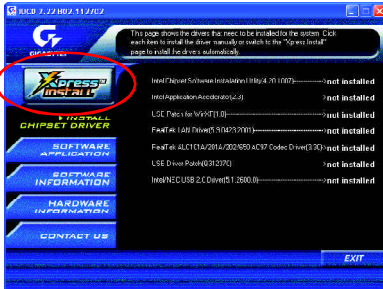 This page shows the drivers that need to be installed for the system. Click
each item to install the driver manually or switch to the "Xpress Install"
page to install the drivers automatically.
GIGABYTE
Xpress
INSTALL
INSTALL
CHIPSET DRIVER
SOFTWARE
APPLICATION
SOFTWARE
INFORMATION
HARDWARE
INFORMATION
CONTACT US
Intel Chipset Software Instalation Utility(4.20.1007) not installed
Intel Application Accelerator(2.3) not installed
USB Patch for WinXP(1.0) not installed
RealTek LAN Driver(5.3.0423.2001) not installed
RealTek ALC101A/201A/202/650 AC97 Codec Driver(3.30) not installed
USB Driver Patch(Q312370) not installed
Intel/NEC USB 2.0 Driver(5.1.2600.0) not installed
EXIT